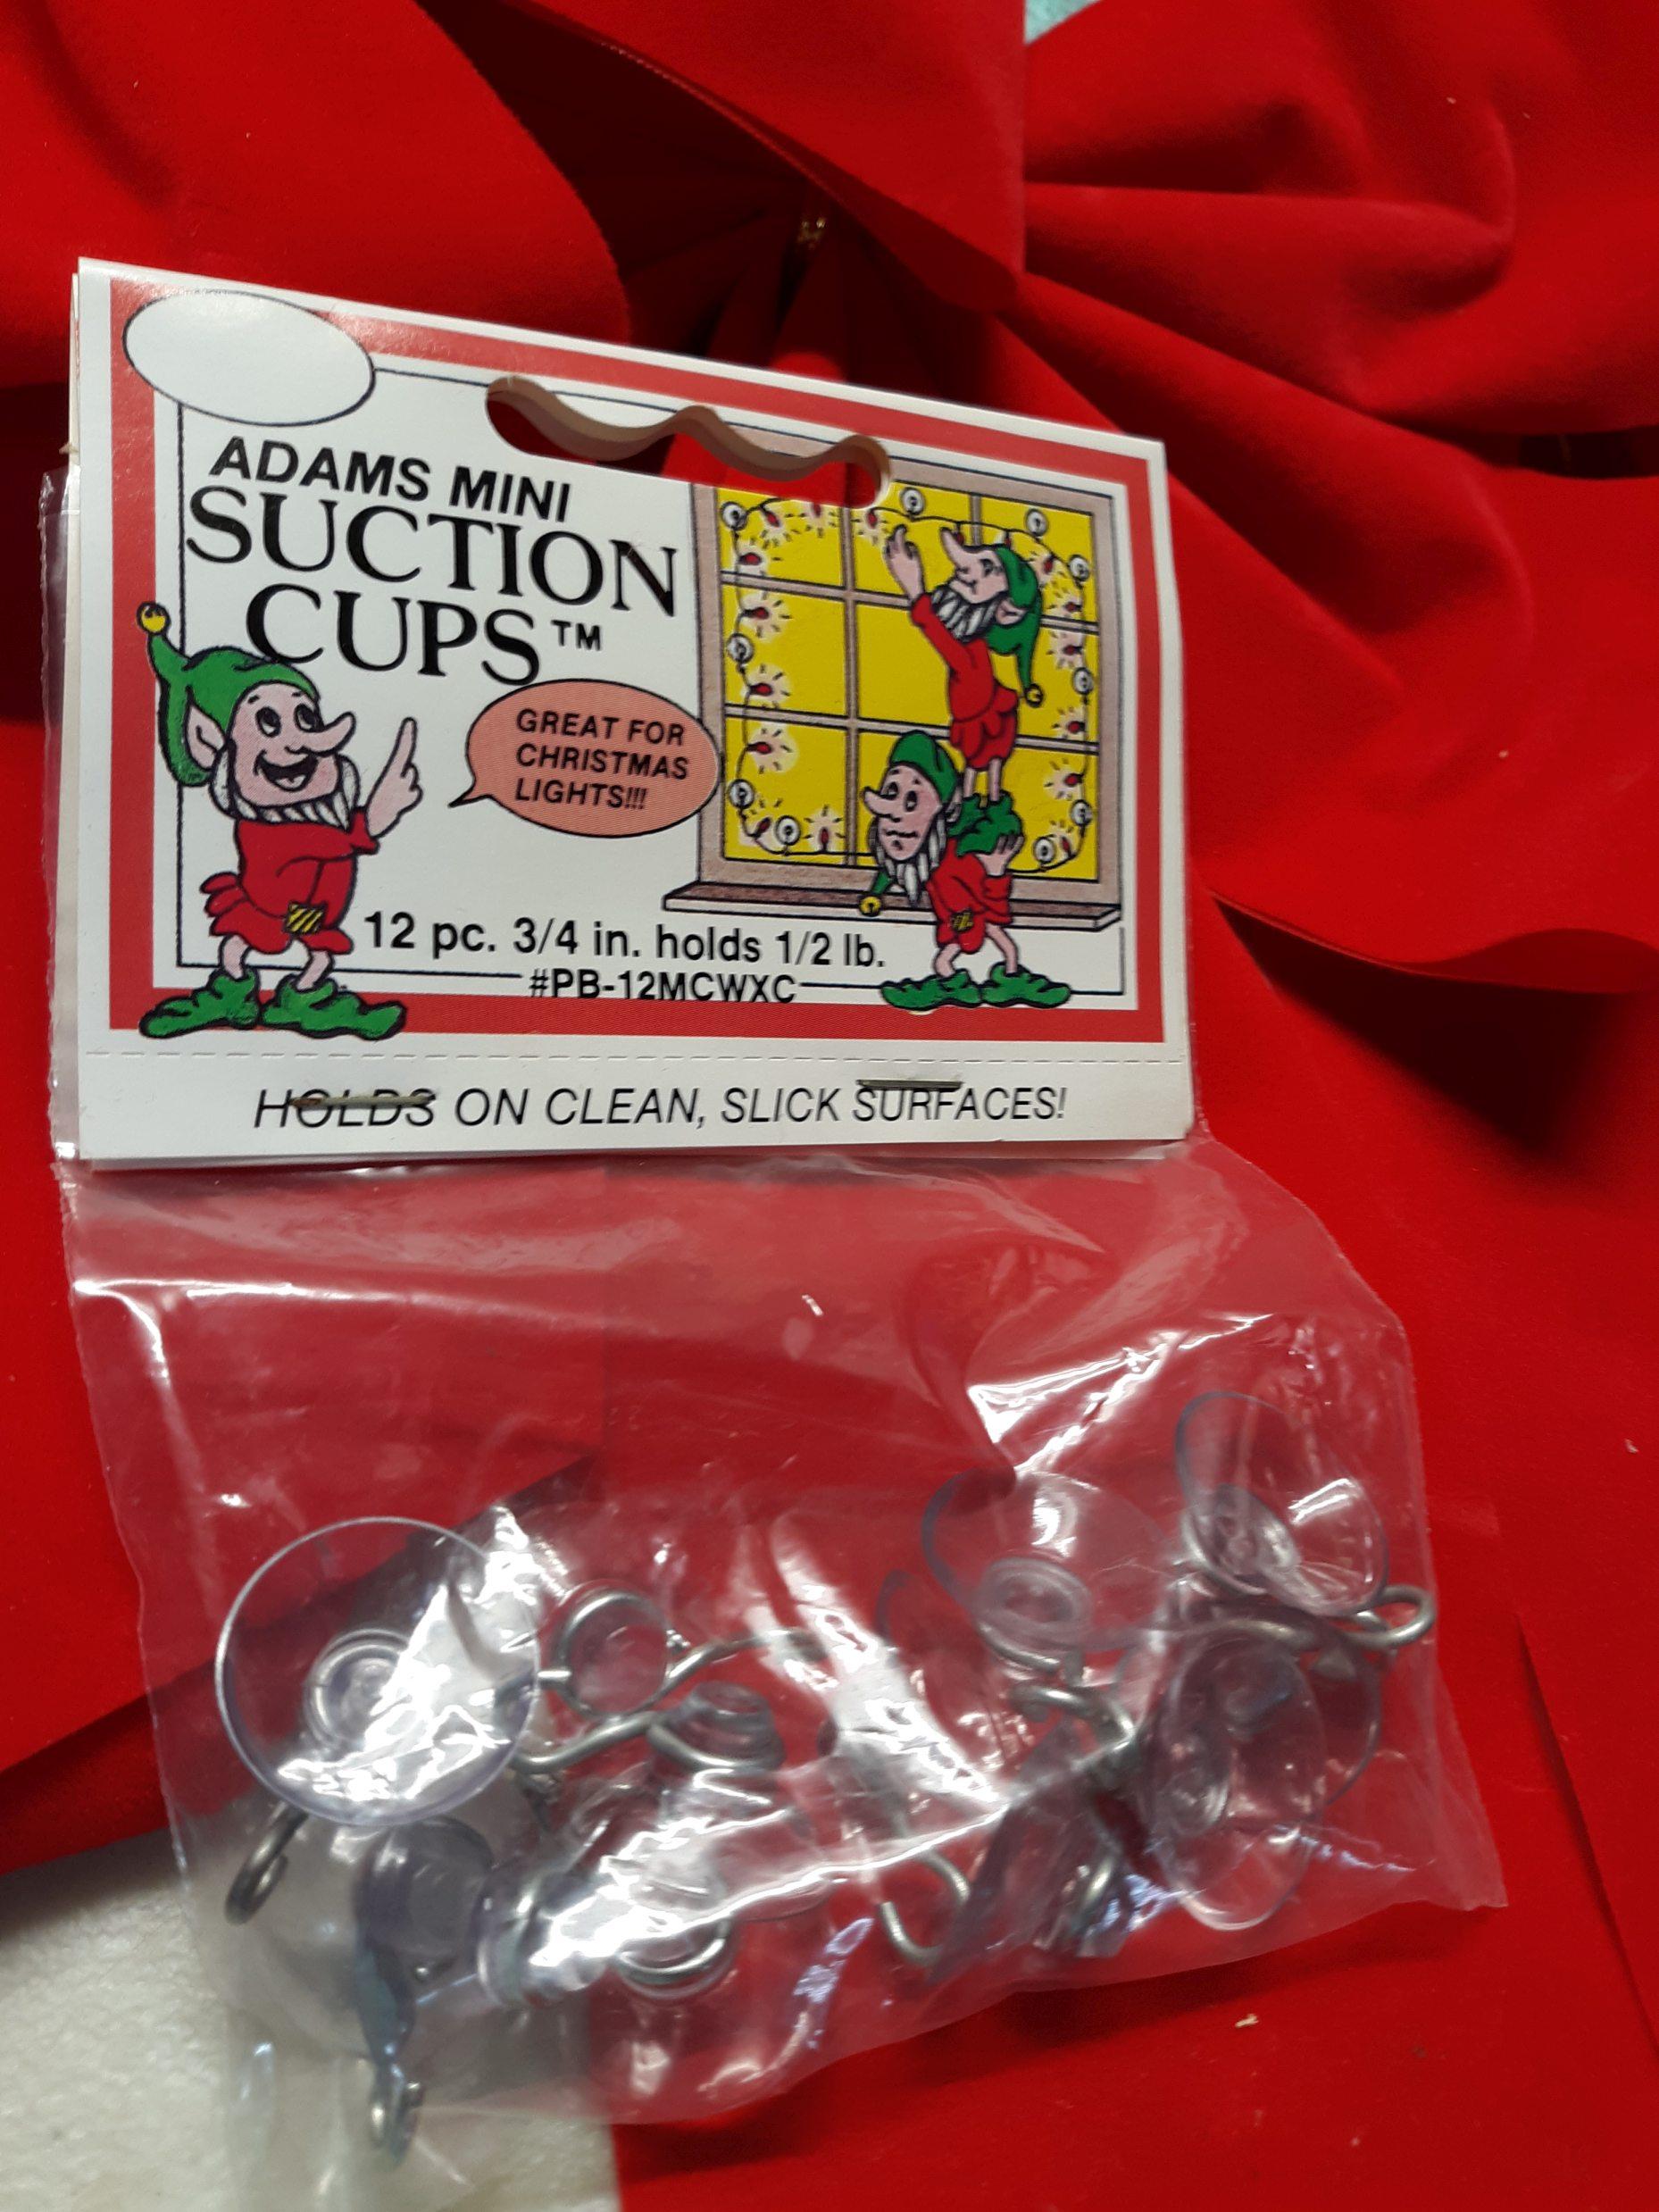 ADAMS MINI
SUCTION
CUPS™
GREAT FOR
CHRISTMAS
LIGHTS!!!
12 pc. 3/4 in. holds 1/2 lb.
#PB-12MCWXC
HOLDS ON CLEAN, SLICK SURFACES!